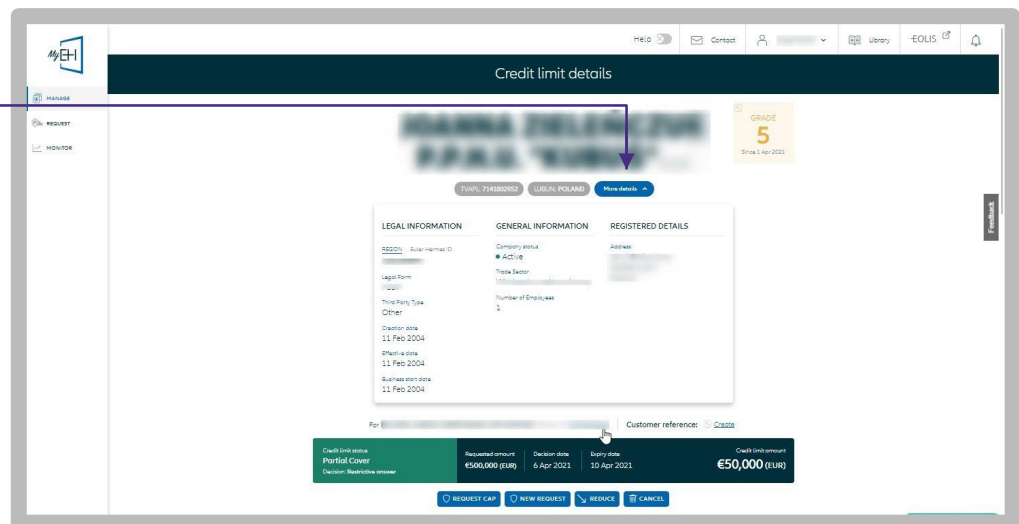 MyEH
Help
Contact
Library
EOLIS
Credit limit details
MANAGE
REQUEST
MONITOR
GRADE
5
Since 1 Apr 2021
TVAPL: 7141802952
LUBLIN, POLAND
More details
Feedback
LEGAL INFORMATION
GENERAL INFORMATION
REGISTERED DETAILS
REGON Euler Hermes ID
Company status
Active
Address
Legal Form
Trade Sector
Third Party Type
Other
Number of Employees
1
Creation date
11 Feb 2004
Effective date
11 Feb 2004
Business start date
11 Feb 2004
For
Customer reference: Create
Credit limit status
Partial Cover
Decision: Restrictive answer
Requested amount
€500,000 (EUR)
Decision date
6 Apr 2021
Expiry date
10 Apr 2021
Credit limit amount
€50,000 (EUR)
REQUEST CAP
NEW REQUEST
REDUCE
CANCEL